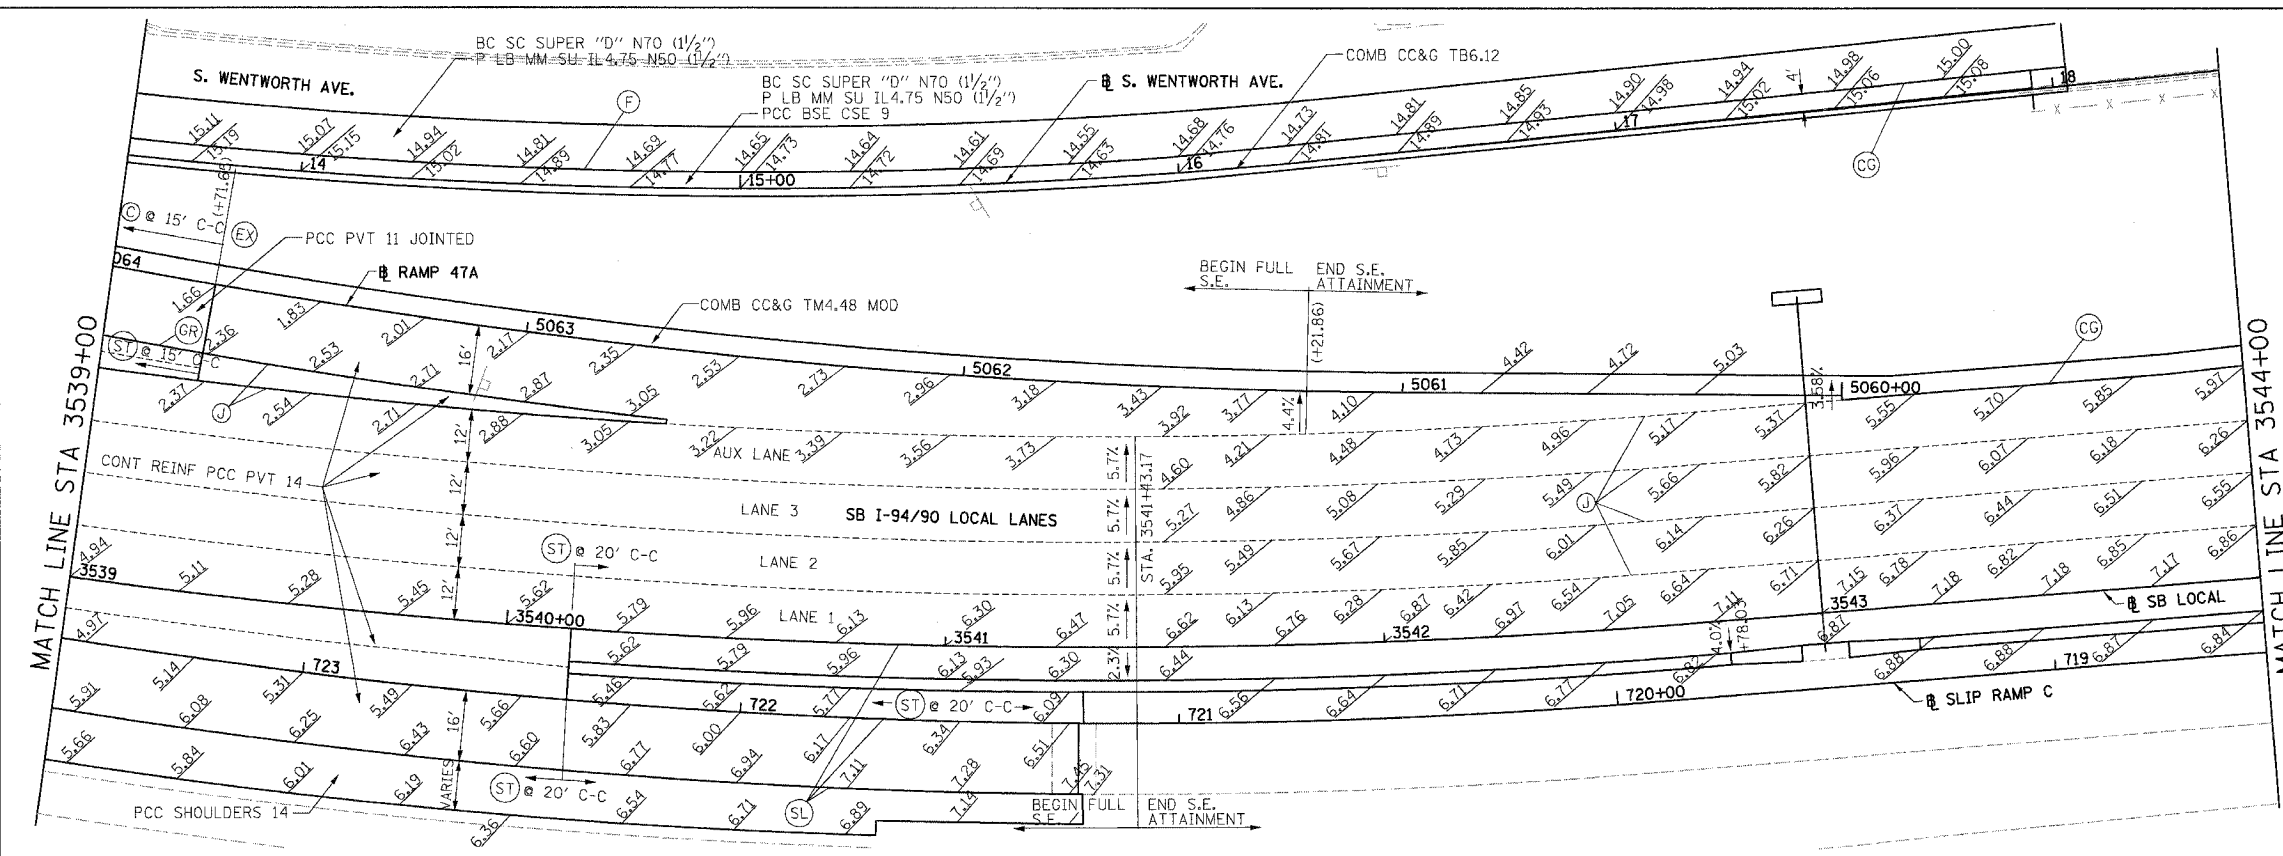 BC SC SUPER "D" N70 (1½")
P LB MM SU IL4.75 N50 (1½")
S. WENTWORTH AVE.
BC SC SUPER "D" N70 (1½")
P LB MM SU IL4.75 N50 (1½")
PCC BSE CSE 9
F
℄ S. WENTWORTH AVE.
COMB CC&G TB6.12
4'
CG
15.11 15.07 14.94 14.81 14.69 14.65 14.64 14.61 14.55 14.68 14.73 14.81 14.85 14.90 14.94 14.98 15.00
15.19 15.15 15.02 14.89 14.77 14.73 14.72 14.69 14.63 14.76 14.81 14.89 14.93 14.98 15.02 15.06 15.08
14 15+00 16 17 18
X X X X
(+71.68)
C @ 15' C-C
EX
PCC PVT 11 JOINTED
064
℄ RAMP 47A
COMB CC&G TM4.48 MOD
BEGIN FULL S.E.
END S.E. ATTAINMENT
(+21.86)
CG
5063 5062 5061 5060+00
1.66 1.83 2.01 2.17 2.35 2.53 2.73 2.96 3.18 3.43 3.77 4.10 4.42 4.72 5.03
GR
ST @ 15' C-C
J
16'
4.4%
3.58%
2.36 2.53 2.71 2.87 3.05
2.37 2.54 2.71 2.88 3.05 3.22 3.39 3.56 3.73
3.92 4.21 4.48 4.73 4.96 5.17 5.37 5.55 5.70 5.85 5.97
4.60 4.86 5.08 5.29 5.49 5.66 5.82 5.96 6.07 6.18 6.26
5.27 5.49 5.67 5.85 6.01 6.14 6.26 6.37 6.44 6.51 6.55
5.95 6.13 6.28 6.42 6.54 6.64 6.71 6.78 6.82 6.85 6.86
J
12'
12'
12'
12'
AUX LANE
LANE 3
LANE 2
LANE 1
SB I-94/90 LOCAL LANES
CONT REINF PCC PVT 14
5.7%
5.7%
5.7%
5.7%
2.3%
STA. 3541+43.17
ST @ 20' C-C
4.94 5.11 5.28 5.45 5.62 5.79 5.96 6.13 6.30 6.47 6.62 6.76 6.87 6.97 7.05 7.11 7.15 7.18 7.18 7.17
3539 3540+00 3541 3542 3543
℄ SB LOCAL
4.0%
+78.03
5.62 5.79 5.96 6.13 6.30 6.44
5.46 5.62 5.77 5.93 6.09
6.56 6.64 6.71 6.77 6.82 6.87 6.88 6.88 6.87 6.84
4.97 5.14 5.31 5.49 5.66 5.83 6.00 6.17 6.34 6.51
723 722 721 720+00 719
ST @ 20' C-C
℄ SLIP RAMP C
5.91 6.08 6.25 6.43 6.60 6.77 6.94 7.11 7.28 7.45
7.31
16'
VARIES
5.66 5.84 6.01 6.19 6.36 6.54 6.71 6.89 7.14
ST @ 20' C-C
SL
PCC SHOULDERS 14
BEGIN FULL S.E.
END S.E. ATTAINMENT
MATCH LINE STA 3539+00
MATCH LINE STA 3544+00